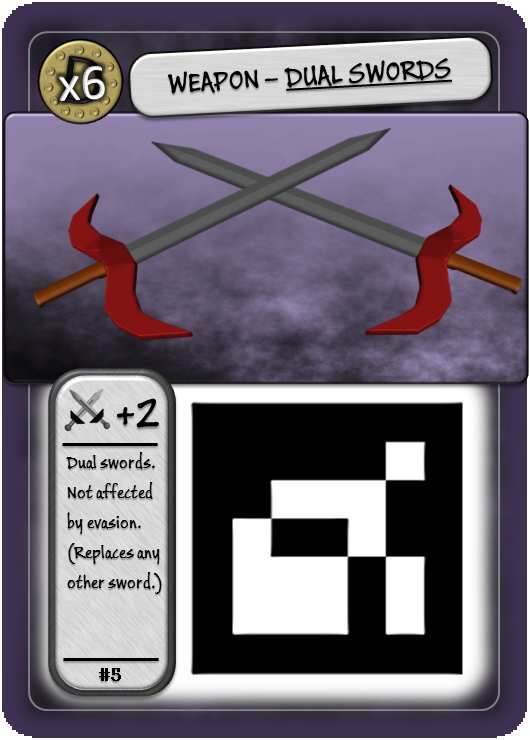 x6
WEAPON – DUAL SWORDS
+2
Dual swords.
Not affected
by evasion.
(Replaces any
other sword.)
#5